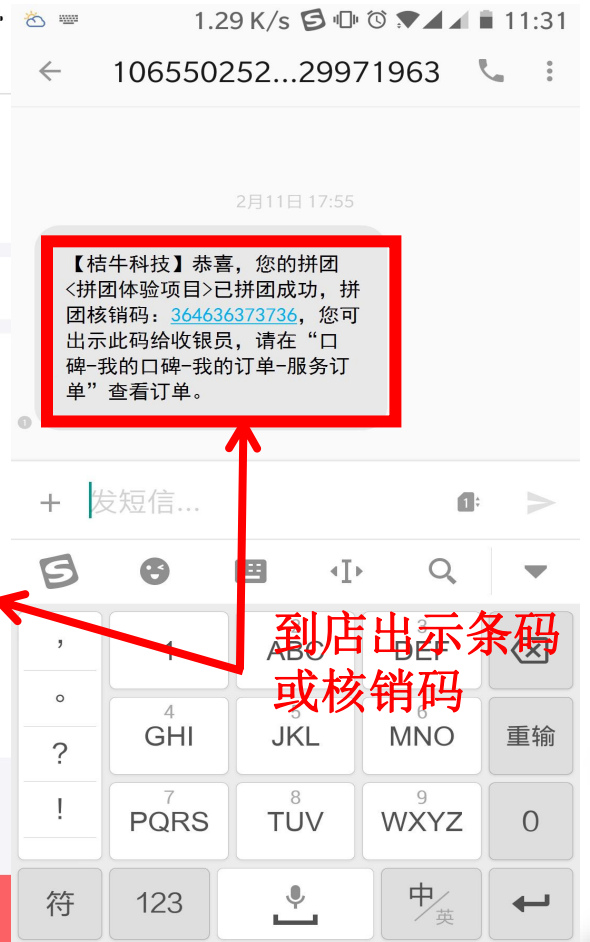 1.29 K/s 11:31
106550252...29971963
2月11日 17:55
【桔牛科技】恭喜，您的拼团
<拼团体验项目>已拼团成功，拼
团核销码：364636373736，您可
出示此码给收银员，请在“口
碑-我的口碑-我的订单-服务订
单”查看订单。
1
+ 发短信... 1
到店出示条码
或核销码
， 1 2 ABC 3 DEF
。
4 GHI 5 JKL 6 MNO 重输
？
！ 7 PQRS 8 TUV 9 WXYZ 0
符 123 中/英